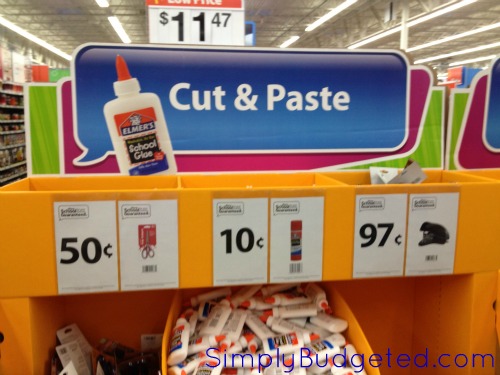 Low Price
$11 47
Cut & Paste
ELMER'S
School Glue
50¢
10¢
97¢
SimplyBudgeted.com